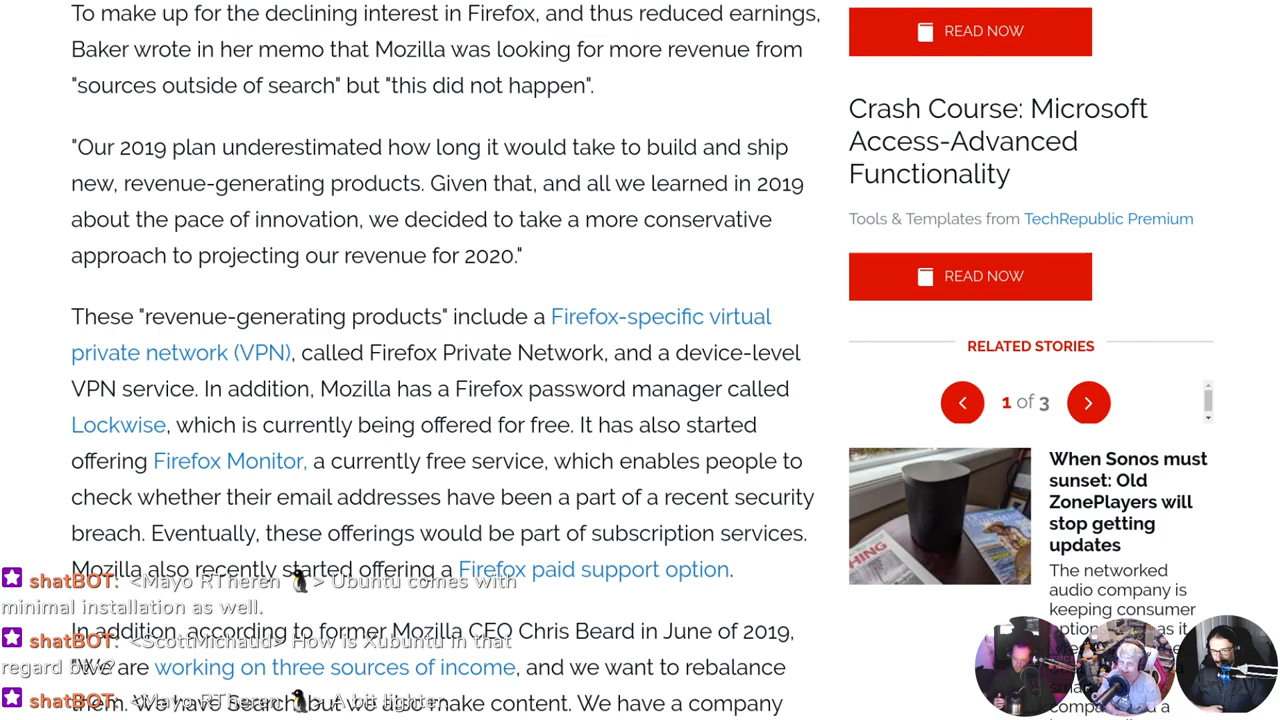 To make up for the declining interest in Firefox, and thus reduced earnings,
Baker wrote in her memo that Mozilla was looking for more revenue from
"sources outside of search" but "this did not happen".
"Our 2019 plan underestimated how long it would take to build and ship
new, revenue-generating products. Given that, and all we learned in 2019
about the pace of innovation, we decided to take a more conservative
approach to projecting our revenue for 2020."
These "revenue-generating products" include a Firefox-specific virtual
private network (VPN), called Firefox Private Network, and a device-level
VPN service. In addition, Mozilla has a Firefox password manager called
Lockwise, which is currently being offered for free. It has also started
offering Firefox Monitor, a currently free service, which enables people to
check whether their email addresses have been a part of a recent security
breach. Eventually, these offerings would be part of subscription services.
Mozilla also recently started offering a Firefox paid support option.
In addition, according to former Mozilla CEO Chris Beard in June of 2019,
"We are working on three sources of income, and we want to rebalance
them. We have Search, but we also make content. We have a company
shatBOT: <Mayo RTheren> Ubuntu comes with
minimal installation as well.
shatBOT: <ScottMichaud> How is Xubuntu in that
regard btw?
shatBOT: <Mayo RTheren> A bit lighter.
READ NOW
Crash Course: Microsoft
Access-Advanced
Functionality
Tools & Templates from TechRepublic Premium
READ NOW
RELATED STORIES
1 of 3
When Sonos must
sunset: Old
ZonePlayers will
stop getting
updates
The networked
audio company is
keeping consumer